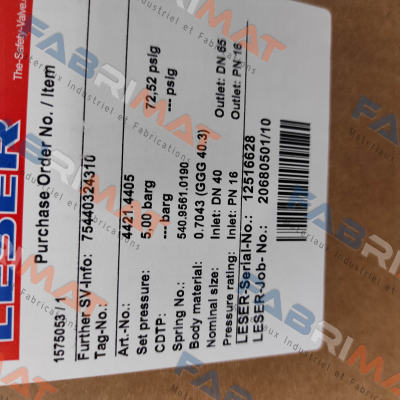 The-Safety-Valve.
LESER
Purchase Order No. / Item
1575053 / 1
Further SV-Info: 75440324310
Tag-No.:
Art.-No.: 4421.4405
Set pressure: 5,00 barg 72,52 psig
CDTP: --- barg --- psig
Spring No.: 540.9561.0190
Body material: 0.7043 (GGG 40.3)
Nominal size: Inlet: DN 40 Outlet: DN 65
Pressure rating: Inlet: PN 16 Outlet: PN 16
LESER-Serial-No.: 12516628
LESER-Job- No.: 20680501/10
FABRIMAT